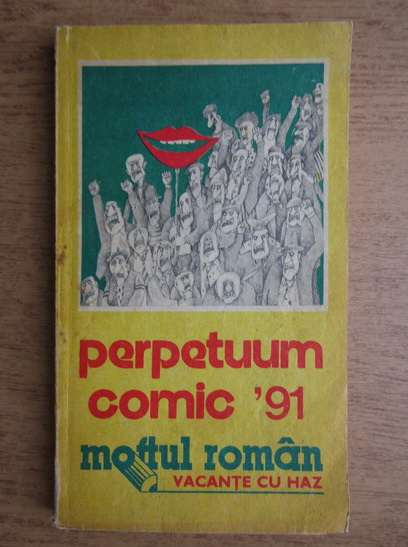 perpetuum
comic '91
moftul român
VACANȚE CU HAZ